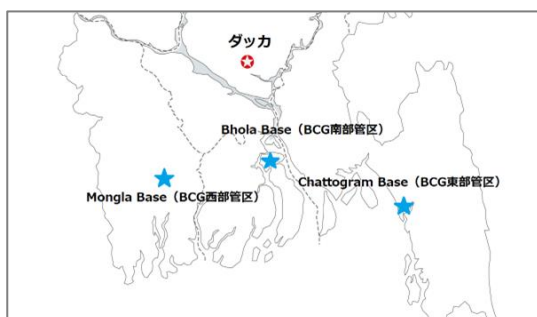 ダッカ
Bhola Base（BCG南部管区）
Chattogram Base（BCG東部管区）
Mongla Base（BCG西部管区）